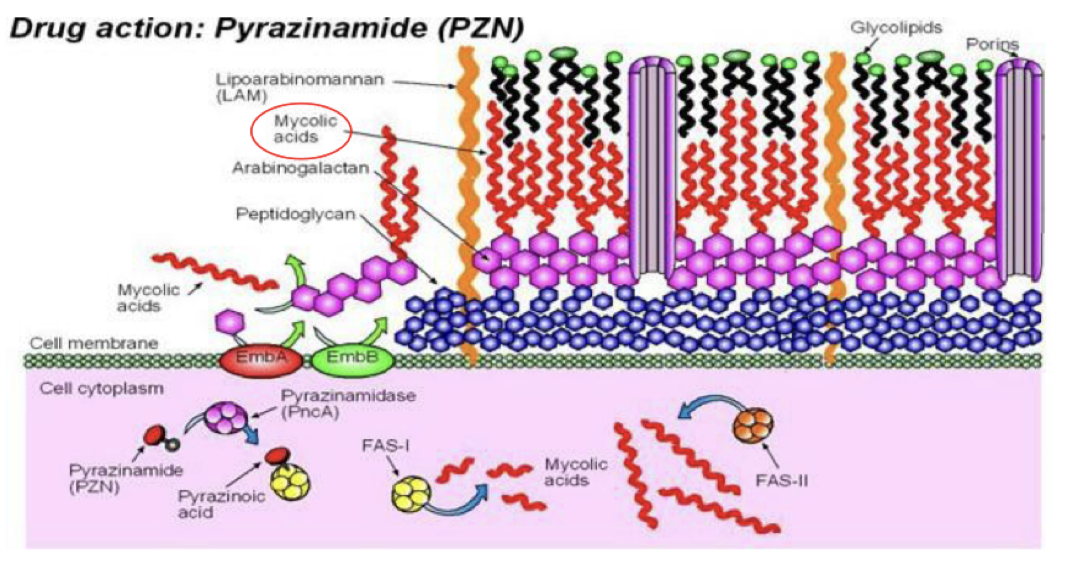 Drug action: Pyrazinamide (PZN)
Glycolipids
Porins
Lipoarabinomannan
(LAM)
Mycolic
acids
Arabinogalactan
Peptidoglycan
Mycolic
acids
Cell membrane
EmbA
EmbB
Cell cytoplasm
Pyrazinamidase
(PncA)
Pyrazinamide
(PZN)
Pyrazinoic
acid
FAS-I
Mycolic
acids
FAS-II